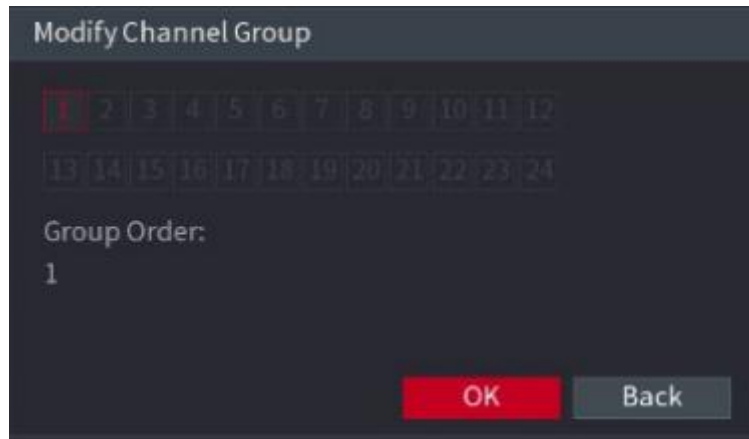 Modify Channel Group
1 2 3 4 5 6 7 8 9 10 11 12
13 14 15 16 17 18 19 20 21 22 23 24
Group Order:
1
OK Back